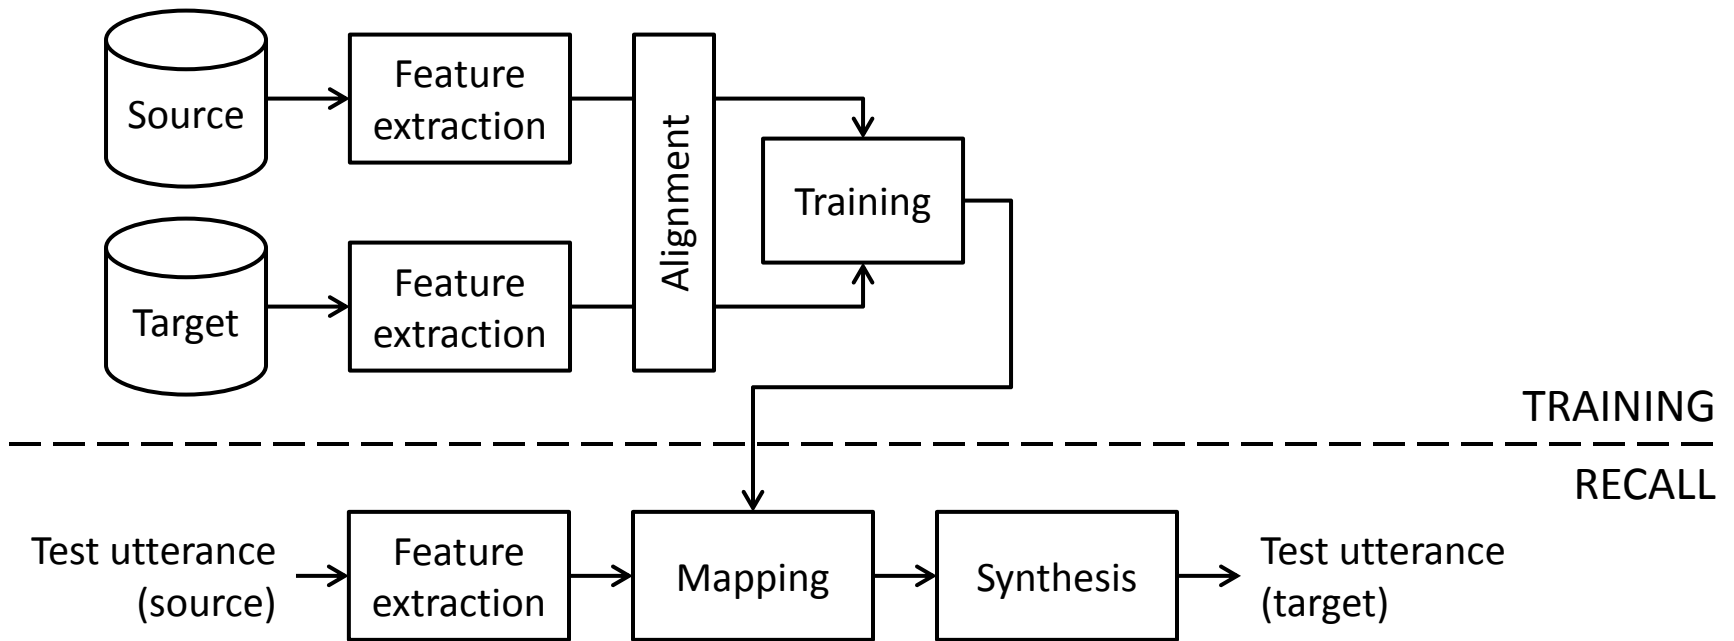 Feature
extraction
Source
Alignment
Training
Feature
extraction
Target
TRAINING
RECALL
Test utterance
(source)
Feature
extraction
Mapping
Synthesis
Test utterance
(target)